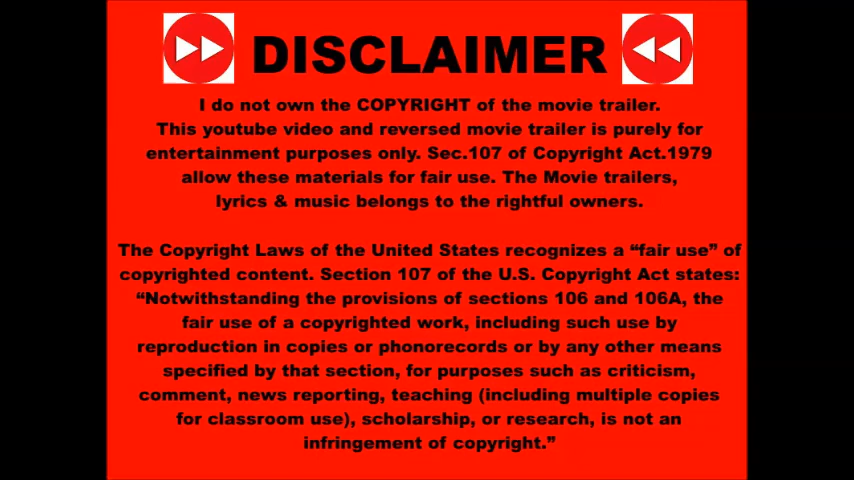 DISCLAIMER
I do not own the COPYRIGHT of the movie trailer.
This youtube video and reversed movie trailer is purely for
entertainment purposes only. Sec.107 of Copyright Act.1979
allow these materials for fair use. The Movie trailers,
lyrics & music belongs to the rightful owners.
The Copyright Laws of the United States recognizes a “fair use” of
copyrighted content. Section 107 of the U.S. Copyright Act states:
“Notwithstanding the provisions of sections 106 and 106A, the
fair use of a copyrighted work, including such use by
reproduction in copies or phonorecords or by any other means
specified by that section, for purposes such as criticism,
comment, news reporting, teaching (including multiple copies
for classroom use), scholarship, or research, is not an
infringement of copyright.”